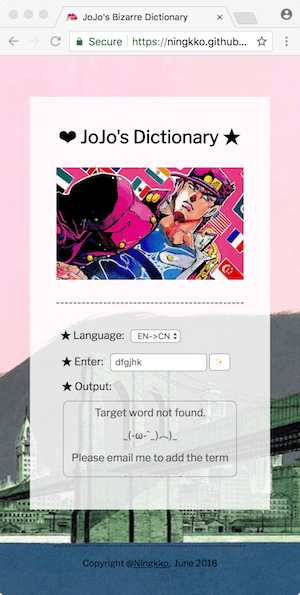 JoJo's Bizarre Dictionary
Secure https://ningkko.github...
❤ JoJo's Dictionary ★
★ Language: EN->CN
★ Enter: dfgjhk ✨
★ Output:
Target word not found.
_(-ω-`_)⌒)_
Please email me to add the term
Copyright @Ningkko, June 2018